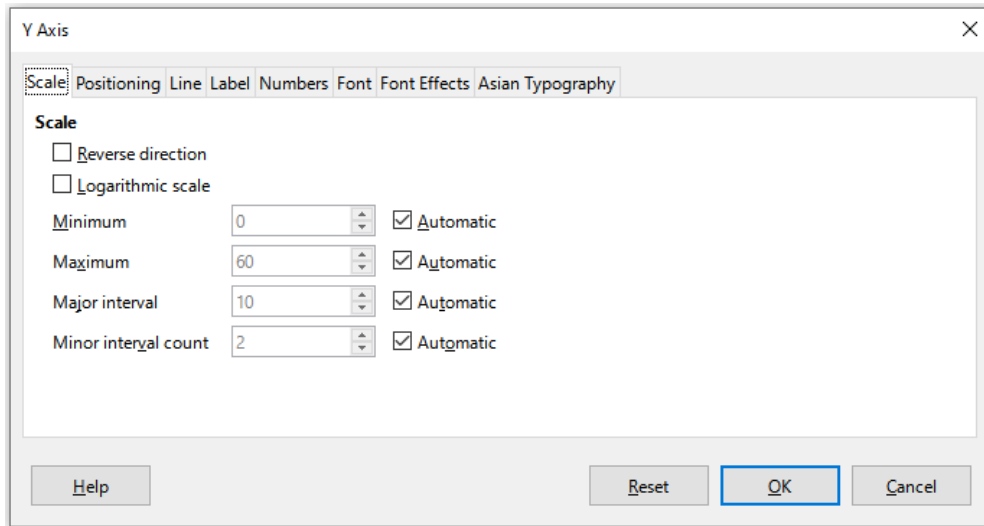 Y Axis
Scale Positioning Line Label Numbers Font Font Effects Asian Typography
Scale
Reverse direction
Logarithmic scale
Minimum 0 Automatic
Maximum 60 Automatic
Major interval 10 Automatic
Minor interval count 2 Automatic
Help Reset OK Cancel